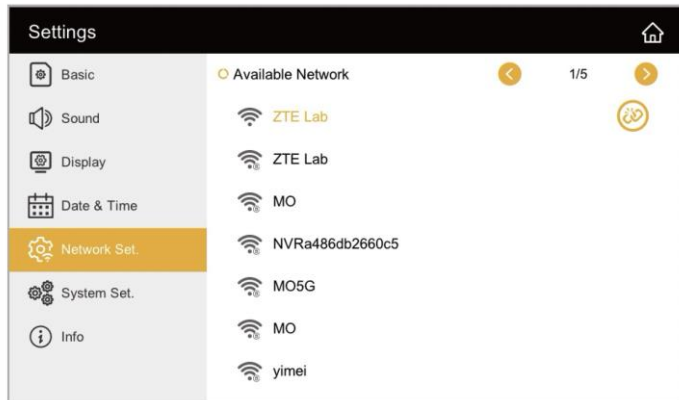 Settings
Basic
Sound
Display
Date & Time
Network Set.
System Set.
Info
Available Network
1/5
ZTE Lab
ZTE Lab
MO
NVRa486db2660c5
MO5G
MO
yimei